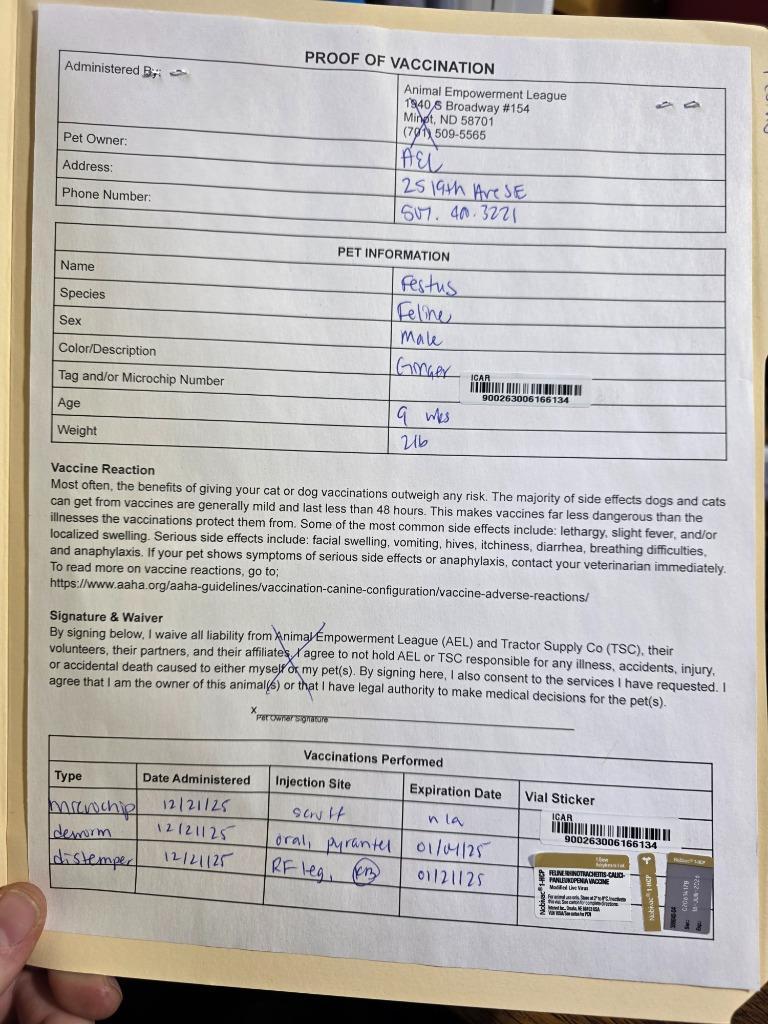 PROOF OF VACCINATION
Administered By:
Animal Empowerment League
1940 S Broadway #154
Minot, ND 58701
(701) 509-5565
Pet Owner: AEL
Address: 25 19th Ave SE
Phone Number:
PET INFORMATION
Name Festus
Species Feline
Sex Male
Color/Description Ginger
Tag and/or Microchip Number ICAR
900263006166134
Age 9 wks
Weight 2lb
Vaccine Reaction
Most often, the benefits of giving your cat or dog vaccinations outweigh any risk. The majority of side effects dogs and cats
can get from vaccines are generally mild and last less than 48 hours. This makes vaccines far less dangerous than the
illnesses the vaccinations protect them from. Some of the most common side effects include: lethargy, slight fever, and/or
localized swelling. Serious side effects include: facial swelling, vomiting, hives, itchiness, diarrhea, breathing difficulties,
and anaphylaxis. If your pet shows symptoms of serious side effects or anaphylaxis, contact your veterinarian immediately.
To read more on vaccine reactions, go to;
https://www.aaha.org/aaha-guidelines/vaccination-canine-configuration/vaccine-adverse-reactions/
Signature & Waiver
By signing below, I waive all liability from Animal Empowerment League (AEL) and Tractor Supply Co (TSC), their
volunteers, their partners, and their affiliates. I agree to not hold AEL or TSC responsible for any illness, accidents, injury,
or accidental death caused to either myself or my pet(s). By signing here, I also consent to the services I have requested. I
agree that I am the owner of this animal(s) or that I have legal authority to make medical decisions for the pet(s).
x
Pet Owner Signature
Vaccinations Performed
Type Date Administered Injection Site Expiration Date Vial Sticker
microchip 12/21/25 scruff n/a
ICAR
900263006166134
deworm 12/21/25 oral, pyrantel 01/04/25
distemper 12/21/25 RF leg, 01/21/25
FELINE RHINOTRACHEITIS-CALICI-
PANLEUKOPENIA VACCINE
Modified Live Virus
Nobivac® 1-HCP
Nobivac® 1-HCP
Nobivac® 1-HCP